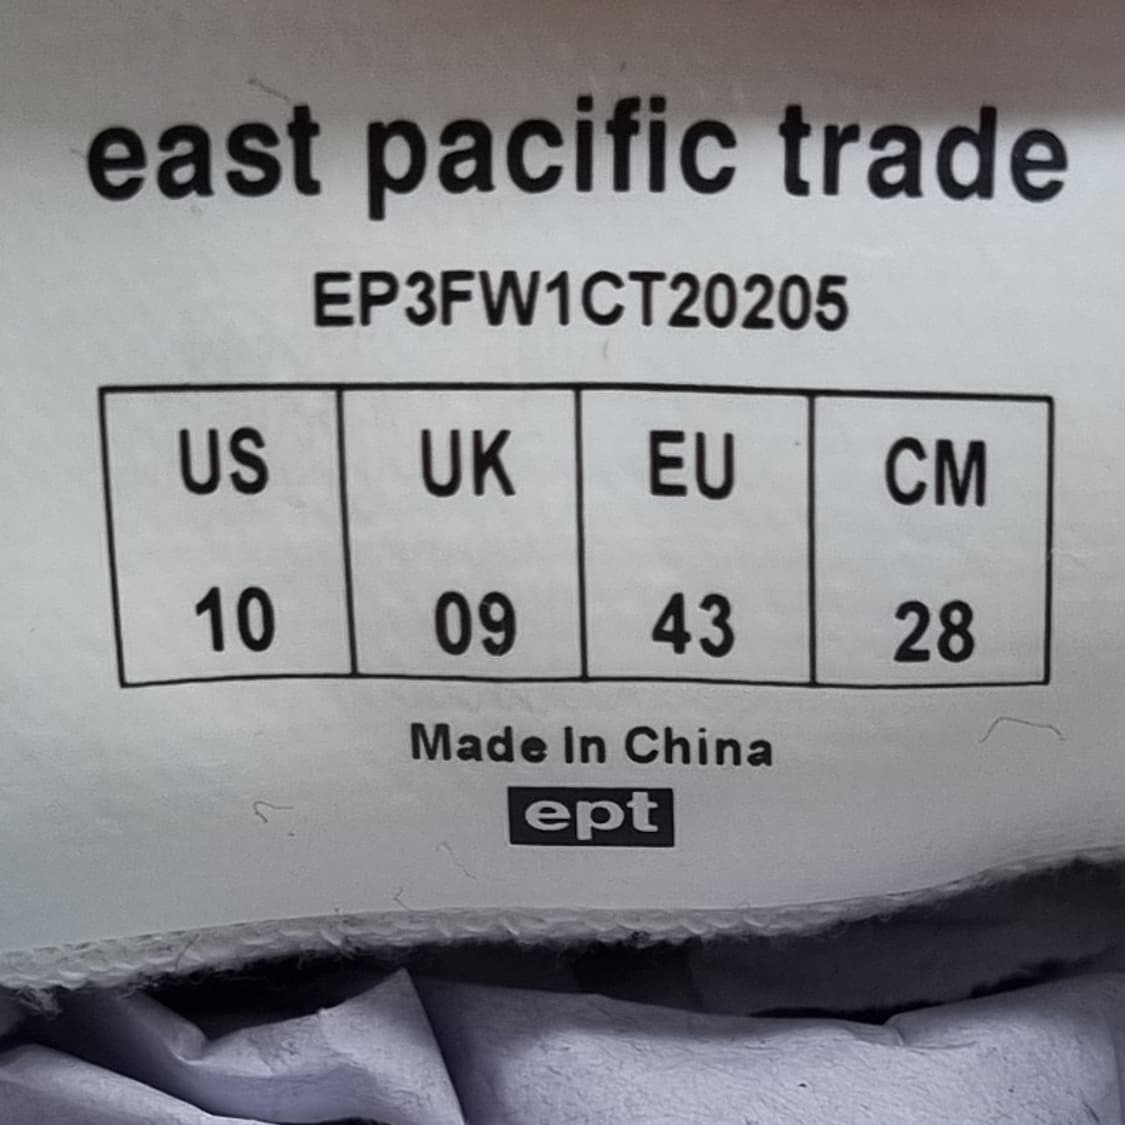 east pacific trade
EP3FW1CT20205
US UK EU CM
10 09 43 28
Made In China
ept